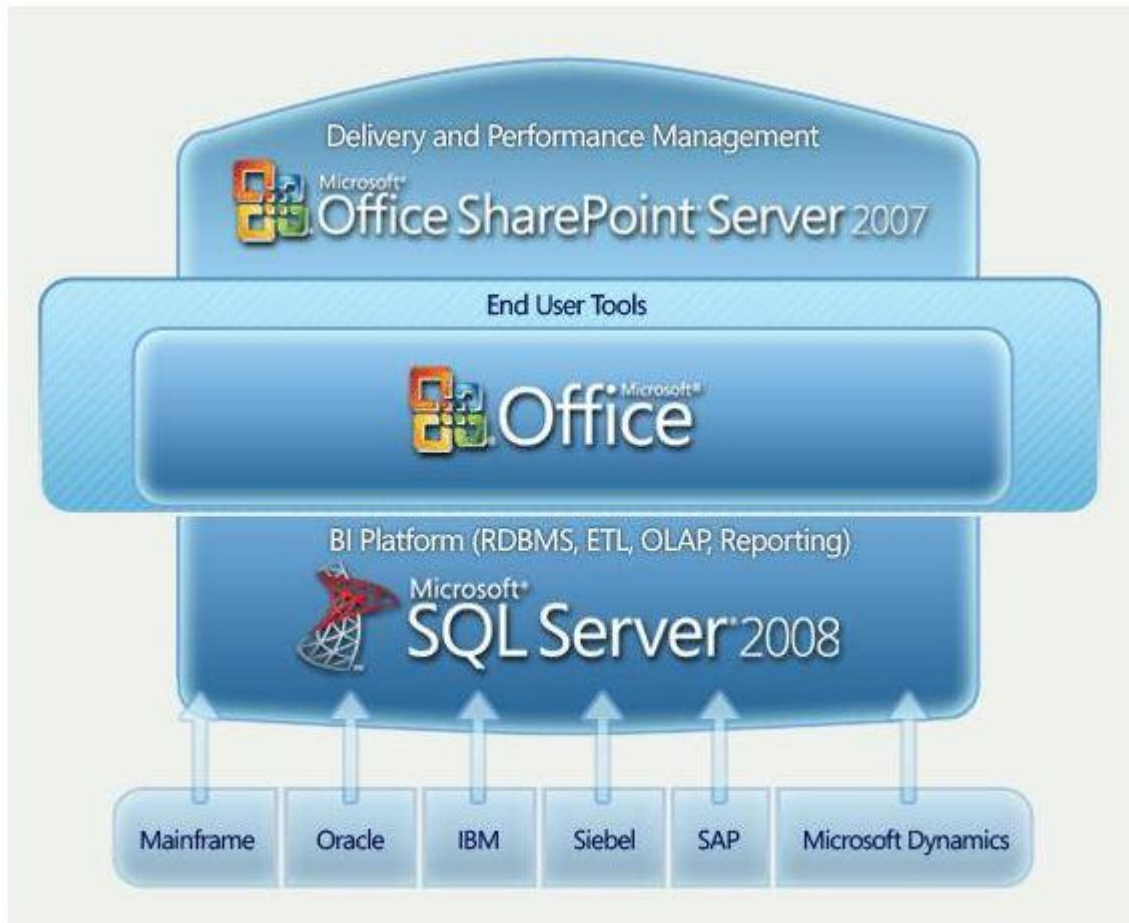 Delivery and Performance Management
Microsoft®
Office SharePoint Server 2007
End User Tools
Microsoft®
Office
BI Platform (RDBMS, ETL, OLAP, Reporting)
Microsoft®
SQL Server® 2008
Mainframe
Oracle
IBM
Siebel
SAP
Microsoft Dynamics